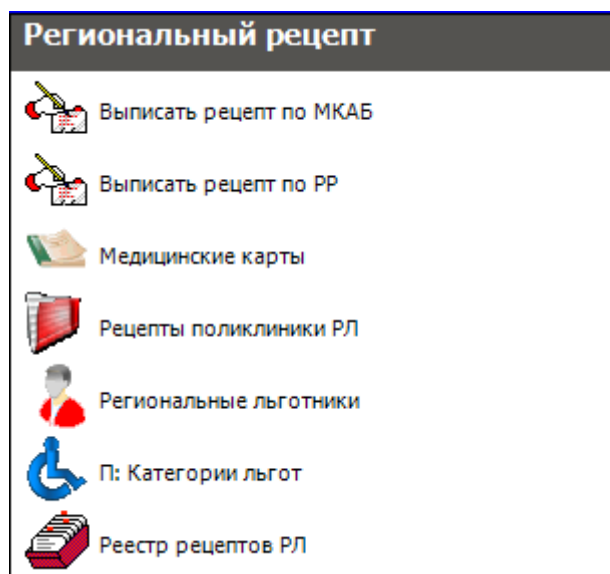 Региональный рецепт
Выписать рецепт по МКАБ
Выписать рецепт по РР
Медицинские карты
Рецепты поликлиники РЛ
Региональные льготники
П: Категории льгот
Реестр рецептов РЛ